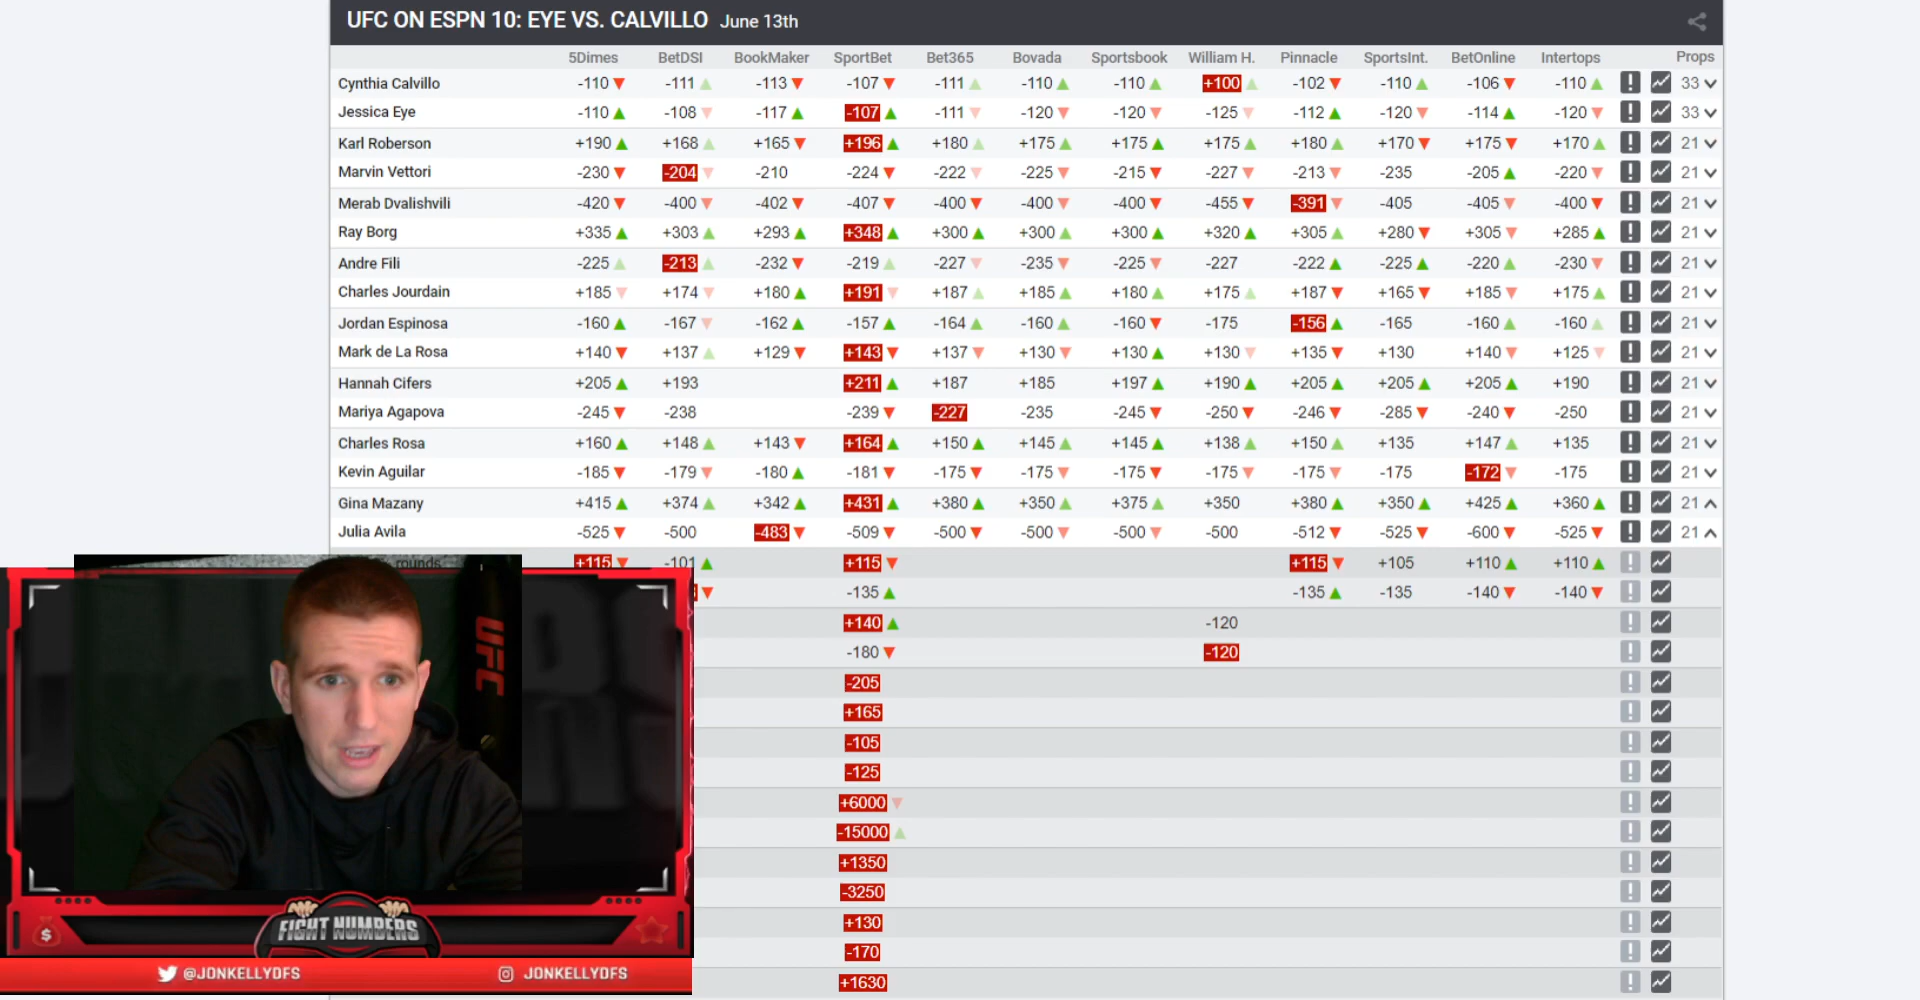 UFC ON ESPN 10: EYE VS. CALVILLO June 13th
5Dimes BetDSI BookMaker SportBet Bet365 Bovada Sportsbook William H. Pinnacle SportsInt. BetOnline Intertops Props
Cynthia Calvillo -110 -111 -113 -107 -111 -110 -110 +100 -102 -110 -106 -110 33
Jessica Eye -110 -108 -117 -107 -111 -120 -120 -125 -112 -120 -114 -120 33
Karl Roberson +190 +168 +165 +196 +180 +175 +175 +175 +180 +170 +175 +170 21
Marvin Vettori -230 -204 -210 -224 -222 -225 -215 -227 -213 -235 -205 -220 21
Merab Dvalishvili -420 -400 -402 -407 -400 -400 -400 -455 -391 -405 -405 -400 21
Ray Borg +335 +303 +293 +348 +300 +300 +300 +320 +305 +280 +305 +285 21
Andre Fili -225 -213 -232 -219 -227 -235 -225 -227 -222 -225 -220 -230 21
Charles Jourdain +185 +174 +180 +191 +187 +185 +180 +175 +187 +165 +185 +175 21
Jordan Espinosa -160 -167 -162 -157 -164 -160 -160 -175 -156 -165 -160 -160 21
Mark de La Rosa +140 +137 +129 +143 +137 +130 +130 +130 +135 +130 +140 +125 21
Hannah Cifers +205 +193 +211 +187 +185 +197 +190 +205 +205 +205 +190 21
Mariya Agapova -245 -238 -239 -227 -235 -245 -250 -246 -285 -240 -250 21
Charles Rosa +160 +148 +143 +164 +150 +145 +145 +138 +150 +135 +147 +135 21
Kevin Aguilar -185 -179 -180 -181 -175 -175 -175 -175 -175 -175 -172 -175 21
Gina Mazany +415 +374 +342 +431 +380 +350 +375 +350 +380 +350 +425 +360 21
Julia Avila -525 -500 -483 -509 -500 -500 -500 -500 -512 -525 -600 -525 21
rounds +115 -101 +115 +115 +105 +110 +110
-135 -135 -135 -140 -140
+140 -120
-180 -120
-205
+165
-105
-125
+6000
-15000
+1350
-3250
+130
-170
+1630
UFC
FIGHT NUMBERS
$
@JONKELLYDFS JONKELLYDFS